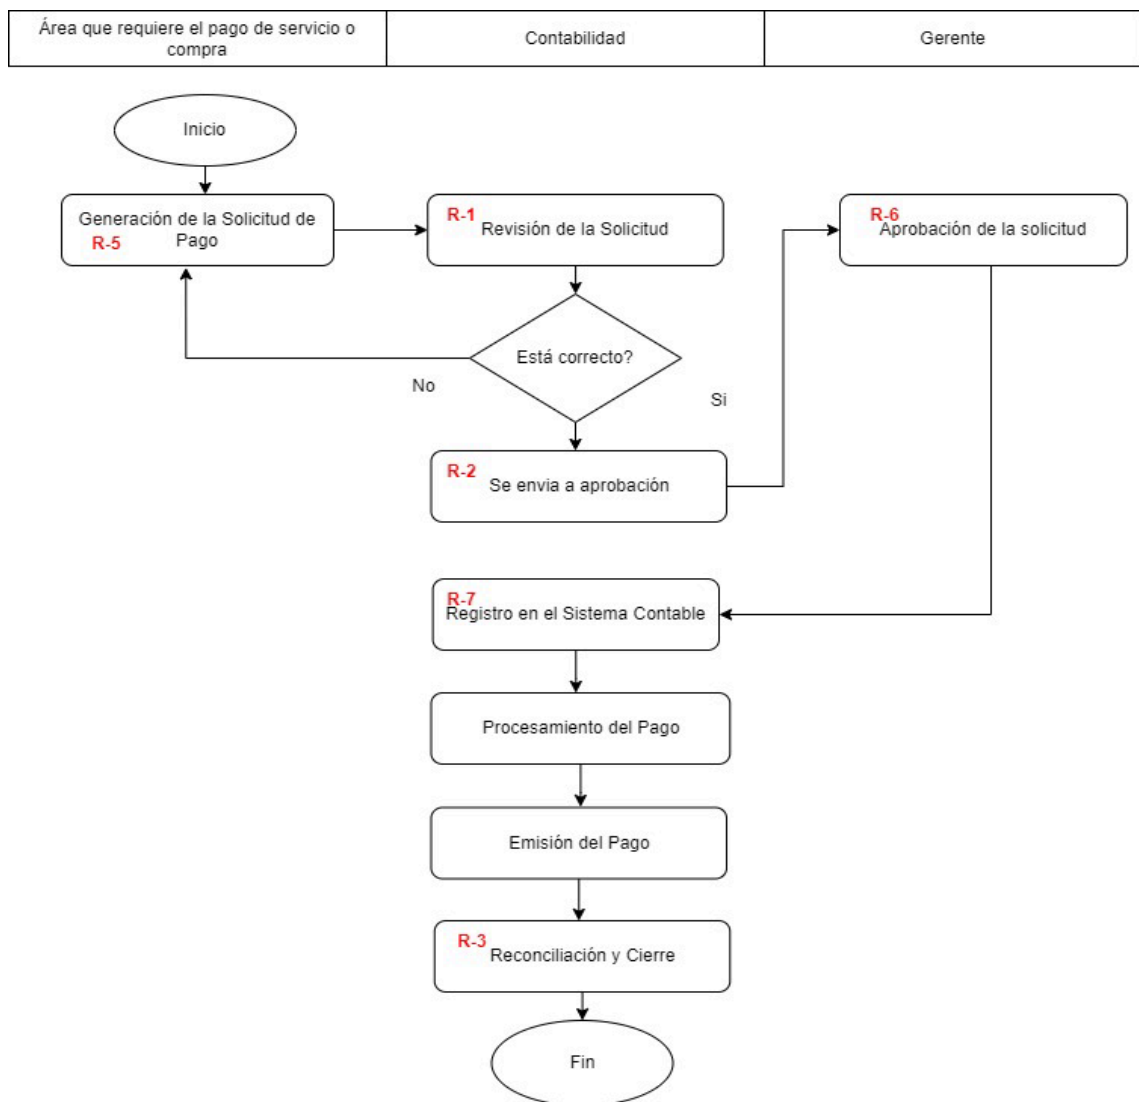 Área que requiere el pago de servicio o
compra
Contabilidad
Gerente
Inicio
Generación de la Solicitud de
R-5 Pago
R-1
Revisión de la Solicitud
R-6
Aprobación de la solicitud
Está correcto?
No
Si
R-2
Se envia a aprobación
R-7
Registro en el Sistema Contable
Procesamiento del Pago
Emisión del Pago
R-3
Reconciliación y Cierre
Fin